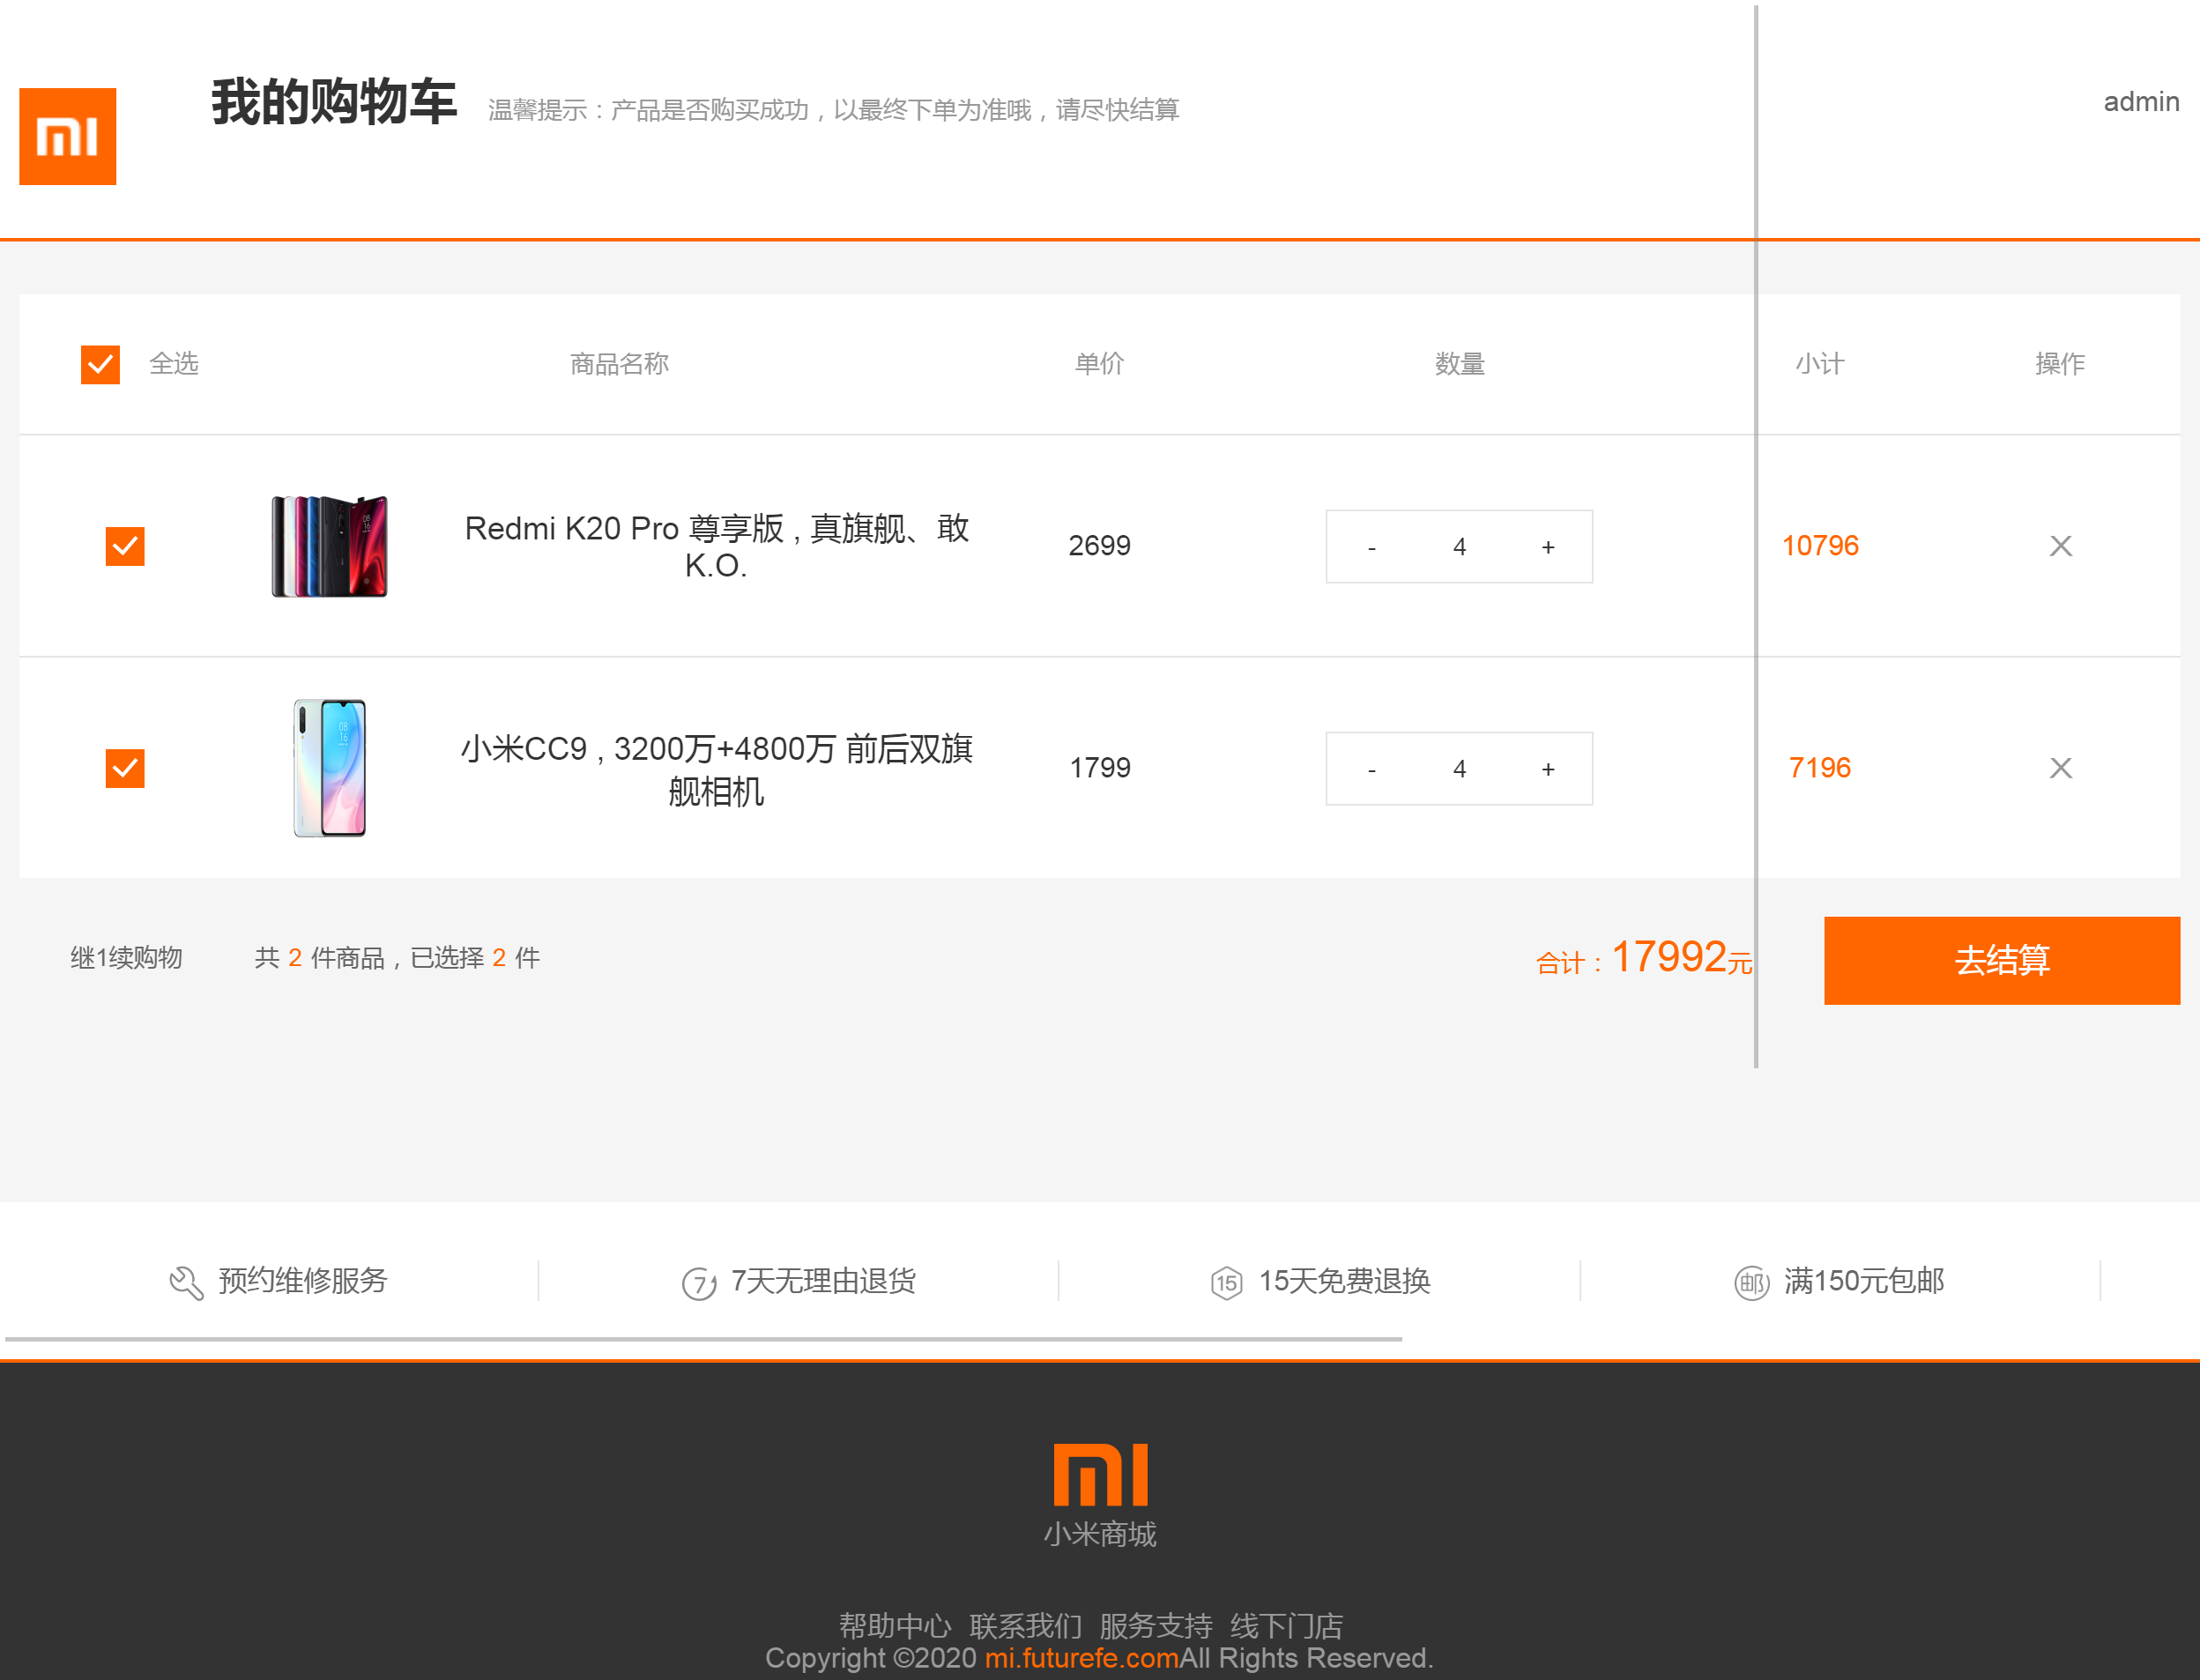 我的购物车 温馨提示：产品是否购买成功，以最终下单为准哦，请尽快结算 admin
全选 商品名称 单价 数量 小计 操作
Redmi K20 Pro 尊享版 , 真旗舰、敢 K.O. 2699 - 4 + 10796
小米CC9 , 3200万+4800万 前后双旗舰相机 1799 - 4 + 7196
继1续购物 共 2 件商品，已选择 2 件 合计：17992元 去结算
预约维修服务 7天无理由退货 15 15天免费退换 邮 满150元包邮
小米商城
帮助中心 联系我们 服务支持 线下门店
Copyright ©2020 mi.futurefe.comAll Rights Reserved.